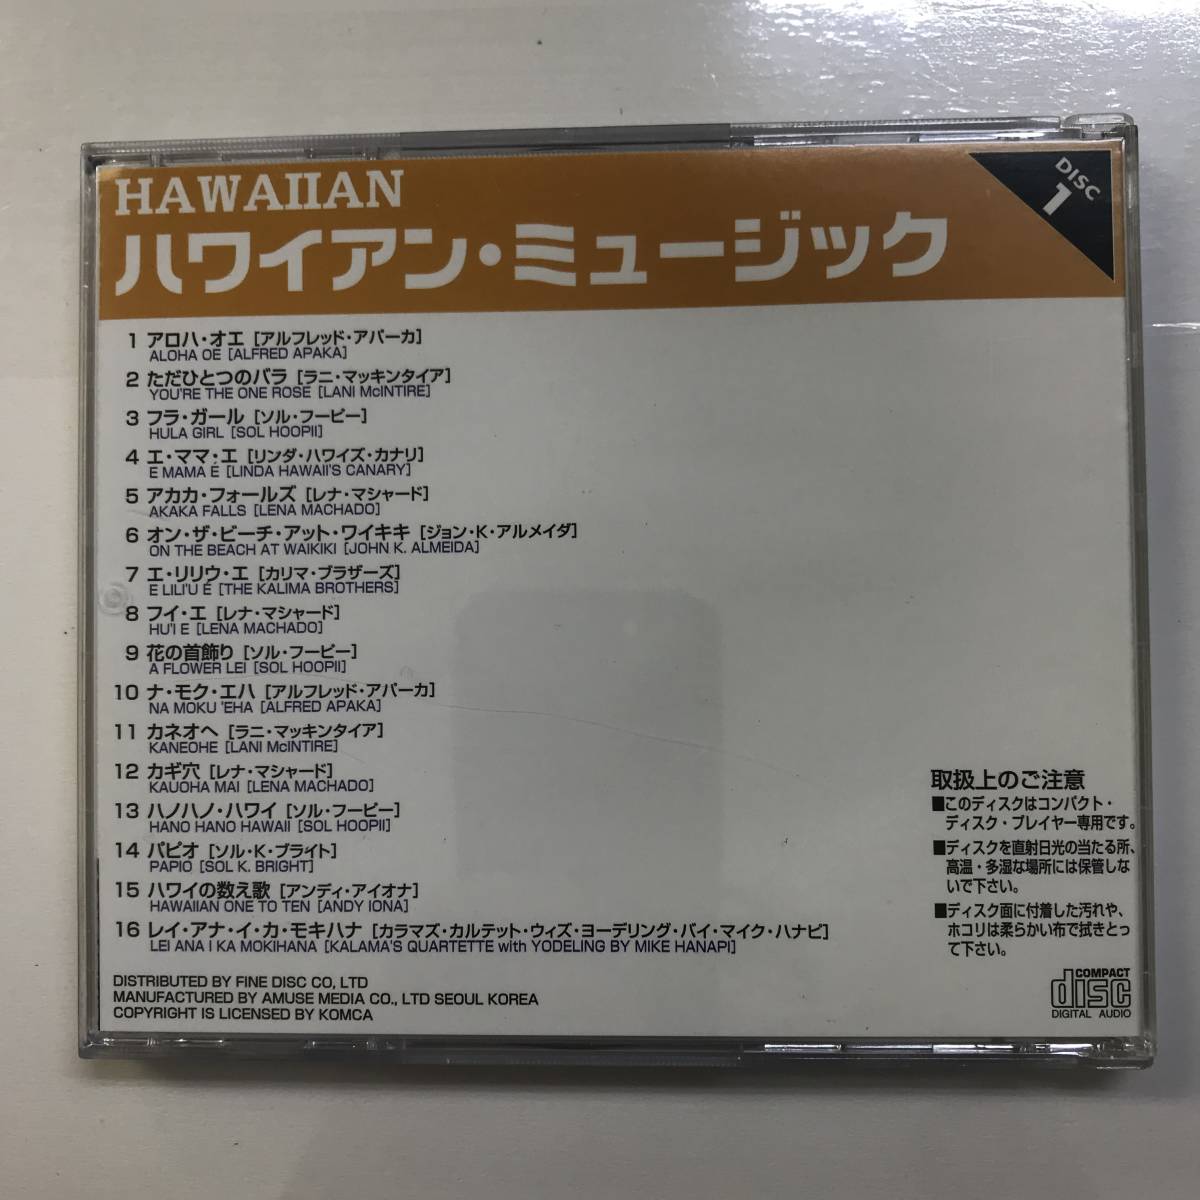 HAWAIIAN
ハワイアン・ミュージック
DISC
1
1 アロハ・オエ [アルフレッド・アパーカ]
ALOHA OE [ALFRED APAKA]
2 ただひとつのバラ [ラニ・マッキンタイア]
YOU'RE THE ONE ROSE [LANI McINTIRE]
3 フラ・ガール [ソル・フーピー]
HULA GIRL [SOL HOOPII]
4 エ・ママ・エ [リンダ・ハワイズ・カナリ]
E MAMA É [LINDA HAWAII'S CANARY]
5 アカカ・フォールズ [レナ・マシャード]
AKAKA FALLS [LENA MACHADO]
6 オン・ザ・ビーチ・アット・ワイキキ [ジョン・K・アルメイダ]
ON THE BEACH AT WAIKIKI [JOHN K. ALMEIDA]
7 エ・リリウ・エ [カリマ・ブラザーズ]
E LILI'U É [THE KALIMA BROTHERS]
8 フイ・エ [レナ・マシャード]
HU'I E [LENA MACHADO]
9 花の首飾り [ソル・フーピー]
A FLOWER LEI [SOL HOOPII]
10 ナ・モク・エハ [アルフレッド・アパーカ]
NA MOKU 'EHA [ALFRED APAKA]
11 カネオヘ [ラニ・マッキンタイア]
KANEOHE [LANI McINTIRE]
12 カギ穴 [レナ・マシャード]
KAUOHA MAI [LENA MACHADO]
13 ハノハノ・ハワイ [ソル・フーピー]
HANO HANO HAWAII [SOL HOOPII]
14 パピオ [ソル・K・ブライト]
PAPIO [SOL K. BRIGHT]
15 ハワイの数え歌 [アンディ・アイオナ]
HAWAIIAN ONE TO TEN [ANDY IONA]
16 レイ・アナ・イ・カ・モキハナ [カラマズ・カルテット・ウィズ・ヨーデリング・バイ・マイク・ハナピ]
LEI ANA I KA MOKIHANA [KALAMA'S QUARTETTE with YODELING BY MIKE HANAPI]
DISTRIBUTED BY FINE DISC CO, LTD
MANUFACTURED BY AMUSE MEDIA CO., LTD SEOUL KOREA
COPYRIGHT IS LICENSED BY KOMCA
取扱上のご注意
■このディスクはコンパクト・
ディスク・プレイヤー専用です。
■ディスクを直射日光の当たる所、
高温・多湿な場所には保管しな
いで下さい。
■ディスク面に付着した汚れや、
ホコリは柔らかい布で拭きとっ
て下さい。
COMPACT
disc
DIGITAL AUDIO